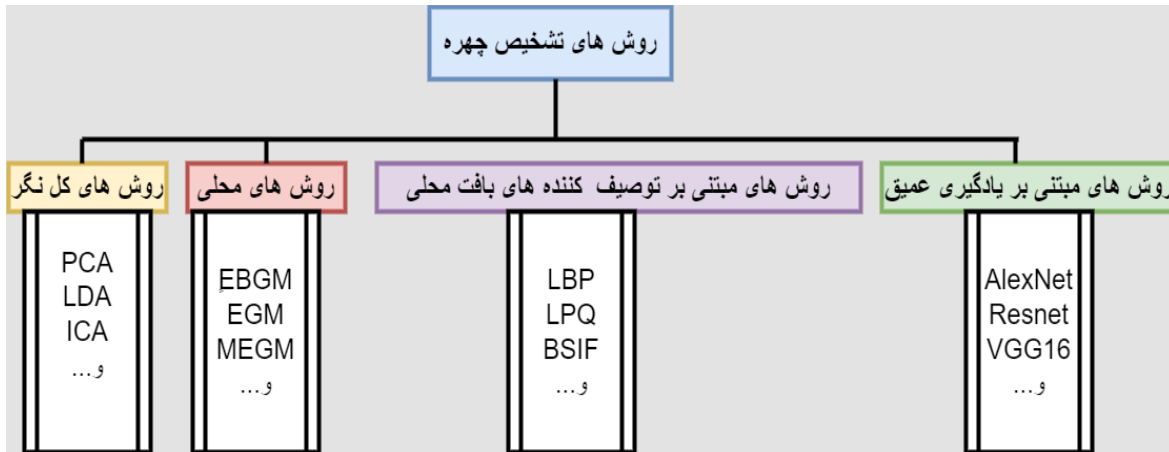 روش های تشخیص چهره
روش های مبتنی بر یادگیری عمیق
AlexNet
Resnet
VGG16
و...
روش های مبتنی بر توصیف کننده های بافت محلی
LBP
LPQ
BSIF
و...
روش های محلی
EBGM
EGM
MEGM
و...
روش های کل نگر
PCA
LDA
ICA
و...